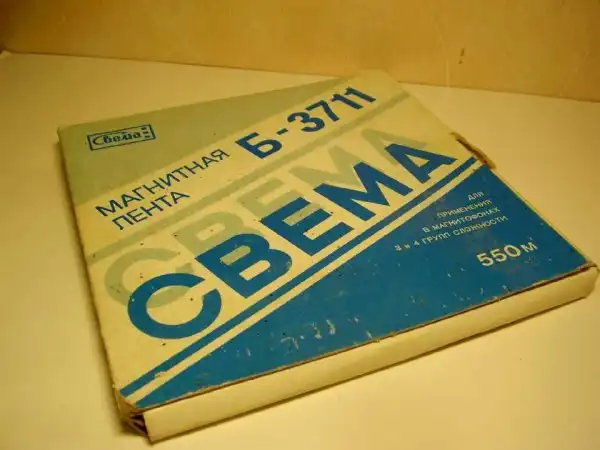 Свема
МАГНИТНАЯ
ЛЕНТА
Б-3711
СВЕМА
СВЕМА
ДЛЯ
ПРИМЕНЕНИЯ
В МАГНИТОФОНАХ
3 и 4 ГРУПП СЛОЖНОСТИ
550 м